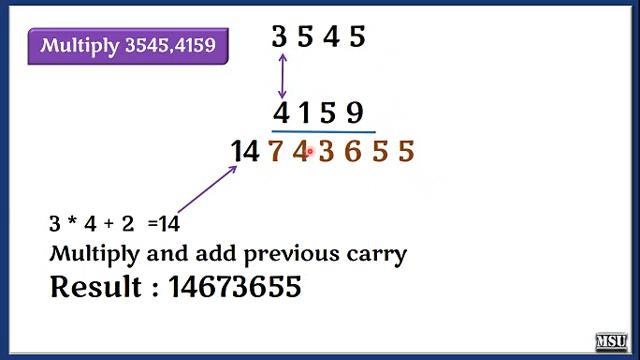 Multiply 3545,4159
3 5 4 5
4 1 5 9
14 7 4 3 6 5 5
3 * 4 + 2 =14
Multiply and add previous carry
Result : 14673655
MSU